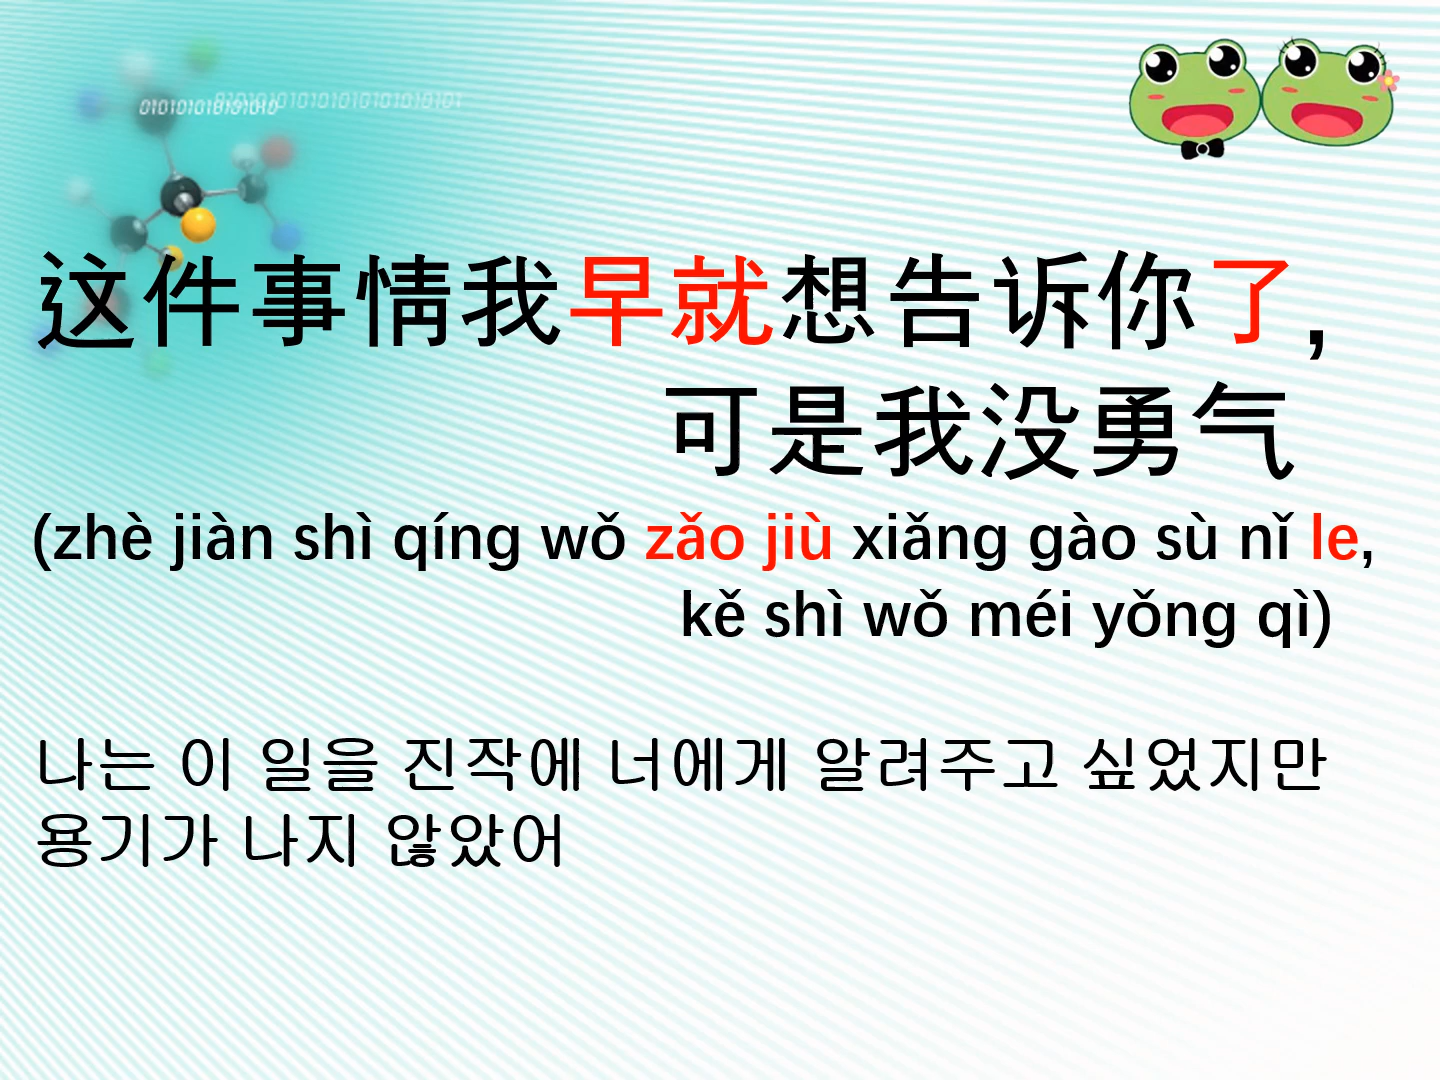 01010101010101010
010101010101010101010101
这件事情我早就想告诉你了,
可是我没勇气
(zhè jiàn shì qíng wǒ zǎo jiù xiǎng gào sù nǐ le,
kě shì wǒ méi yǒng qì)
나는 이 일을 진작에 너에게 알려주고 싶었지만
용기가 나지 않았어